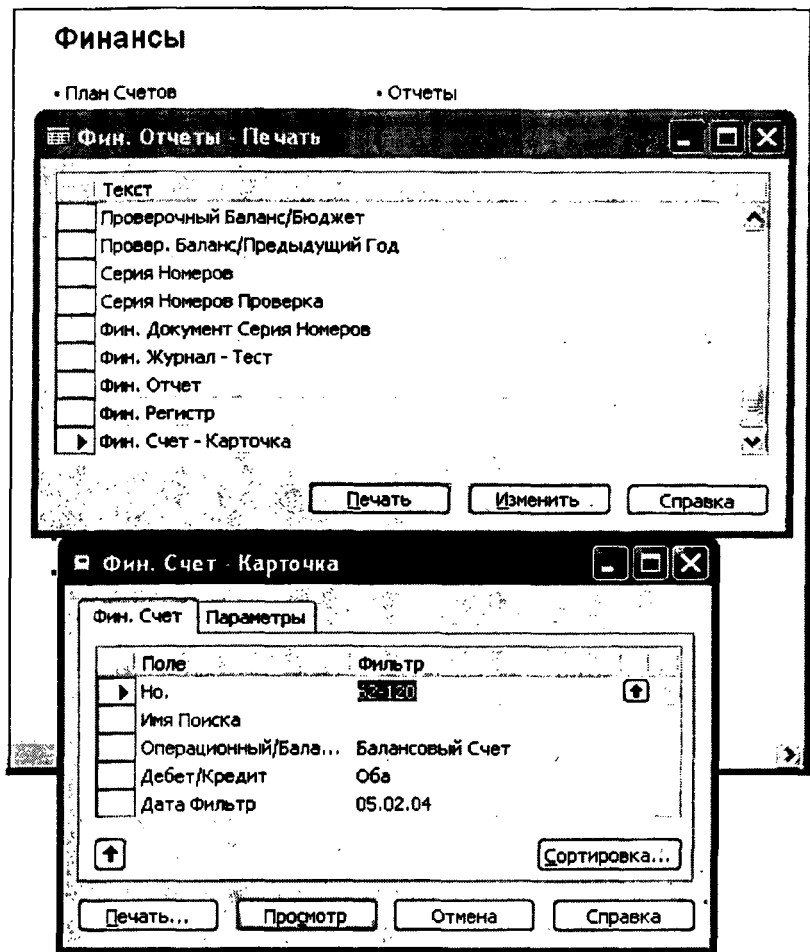 Финансы
• План Счетов • Отчеты
Фин. Отчеты - Печать
Текст
Проверочный Баланс/Бюджет
Провер. Баланс/Предыдущий Год
Серия Номеров
Серия Номеров Проверка
Фин. Документ Серия Номеров
Фин. Журнал - Тест
Фин. Отчет
Фин. Регистр
Фин. Счет - Карточка
Печать Изменить Справка
Фин. Счет - Карточка
Фин. Счет Параметры
Поле Фильтр
Но. 62-120
Имя Поиска
Операционный/Бала... Балансовый Счет
Дебет/Кредит Оба
Дата Фильтр 05.02.04
Сортировка...
Печать... Просмотр Отмена Справка